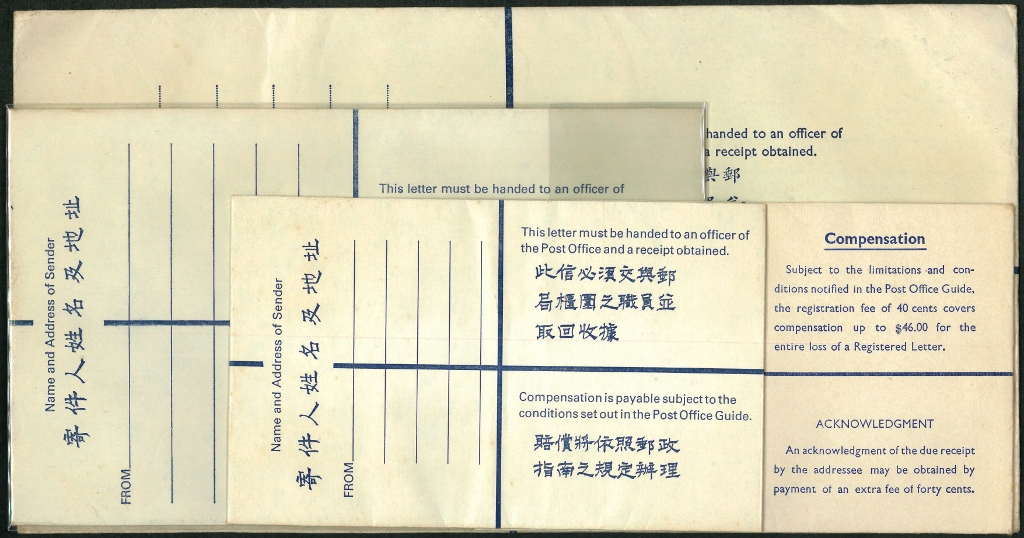 handed to an officer of
a receipt obtained.
與郵
This letter must be handed to an officer of
Name and Address of Sender
寄件人姓名及地址
FROM
Name and Address of Sender
寄件人姓名及地址
FROM
This letter must be handed to an officer of
the Post Office and a receipt obtained.
此信必須交與郵
局櫃圍之職員並
取回收據
Compensation is payable subject to the
conditions set out in the Post Office Guide.
賠償將依照郵政
指南之規定辦理
Compensation
Subject to the limitations and con-
ditions notified in the Post Office Guide,
the registration fee of 40 cents covers
compensation up to $46.00 for the
entire loss of a Registered Letter.
ACKNOWLEDGMENT
An acknowledgment of the due receipt
by the addressee may be obtained by
payment of an extra fee of forty cents.